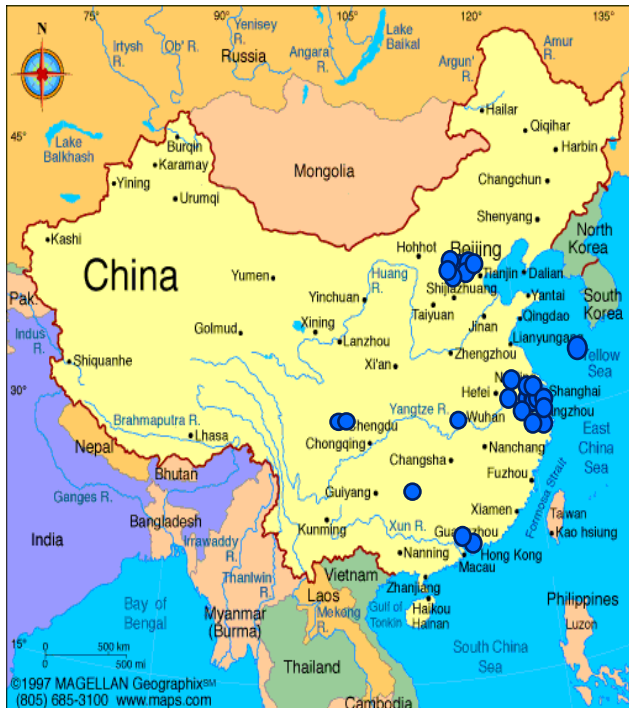 75°
90°
105°
120°
135°
N
Irtysh
R.
Ob' R.
Yenisey
R.
Russia
Angara
R.
Lake
Baikal
Argun'
R.
Amur
R.
45°
Lake
Balkhash
Burqin
Karamay
Yining
Urumqi
Mongolia
Hailar
Qiqihar
Harbin
Changchun
Shenyang
Kashi
China
Yumen
Hohhot
Beijing
Tianjin
Dalian
North
Korea
Huang
R.
Shijiazhuang
Yantai
South
Korea
Pak.
Yinchuan
Taiyuan
Golmud
Xining
Lanzhou
Jinan
Qingdao
Indus
R.
Lianyungang
Shiquanhe
Xi'an
Zhengzhou
Yellow
Sea
30°
Hefei
Shanghai
Brahmaputra R.
Yangtze R.
Wuhan
Chengdu
Nepal
Lhasa
Chongqing
Nanchang
East
China
Sea
Bhutan
Changsha
Ganges R.
Guiyang
Fuzhou
Bangladesh
Kunming
Xun R.
Xiamen
Formosa Strait
Taiwan
India
Irrawaddy
R.
Nanning
Kao hsiung
Hong Kong
Macau
Thanlwin
R.
Vietnam
Laos
Zhanjiang
Bay of
Bengal
Myanmar
(Burma)
Mekong
R.
Gulf of
Tonkin
Haikou
Hainan
Philippines
Luzon
15°
0 500 km
0 500 mi
Thailand
South China
Sea
©1997 MAGELLAN Geographix℠
(805) 685-3100 www.maps.com
Cambodia